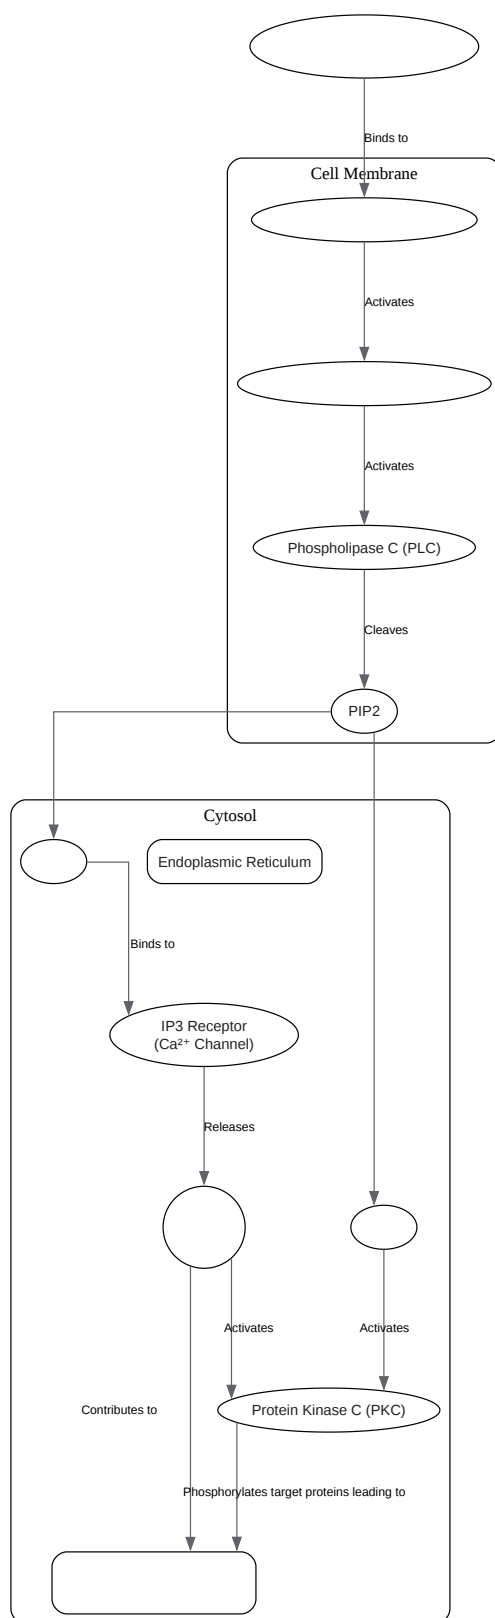 Binds to
Cell Membrane
Activates
Activates
Phospholipase C (PLC)
Cleaves
PIP2
Cytosol
Endoplasmic Reticulum
Binds to
IP3 Receptor
(Ca²⁺ Channel)
Releases
Activates
Activates
Contributes to
Protein Kinase C (PKC)
Phosphorylates target proteins leading to